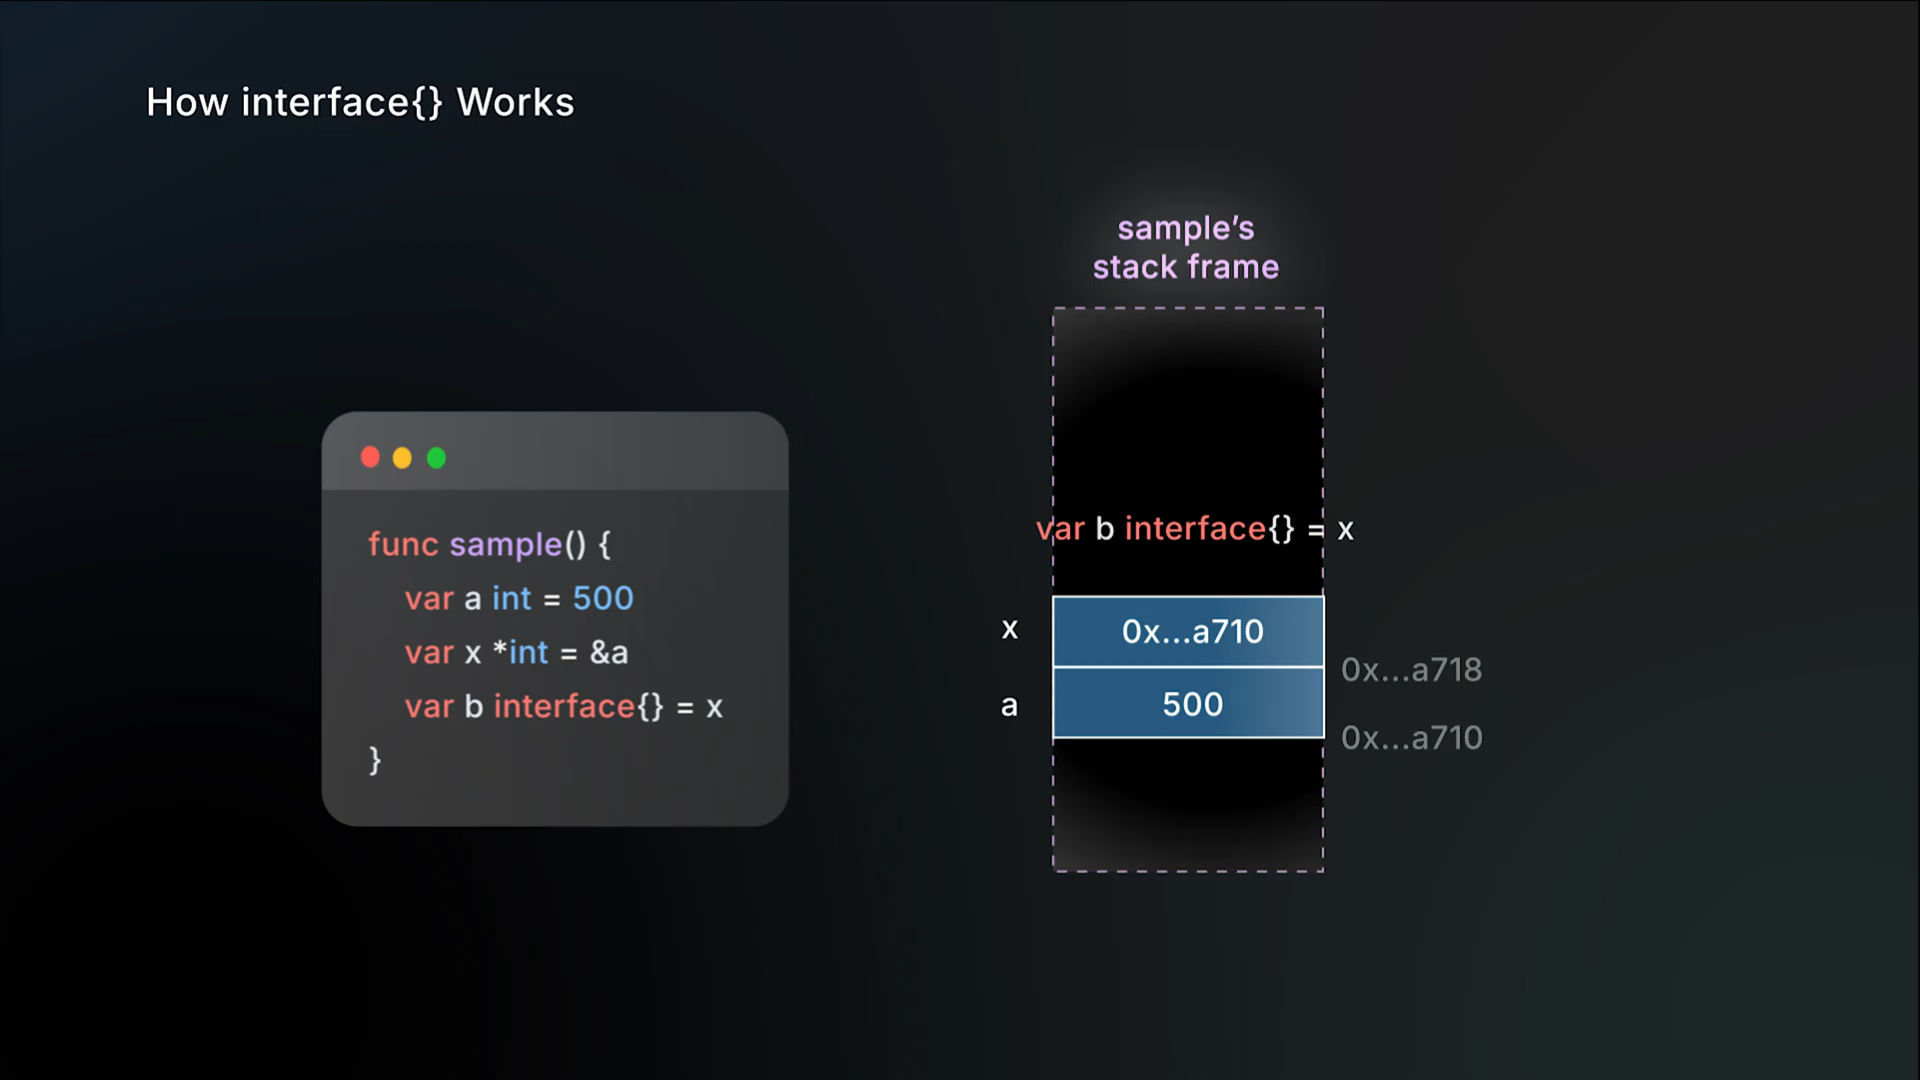 How interface{} Works
func sample() {
var a int = 500
var x *int = &a
var b interface{} = x
}
sample’s
stack frame
var b interface{} = x
x
0x...a710
0x...a718
a
500
0x...a710